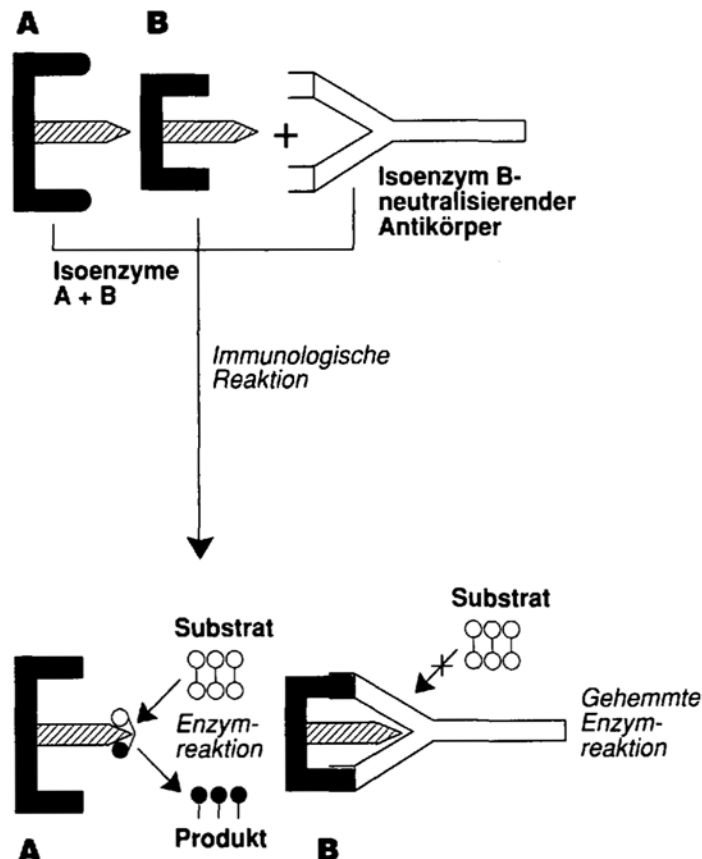 A
B
+
Isoenzym B-
neutralisierender
Antikörper
Isoenzyme
A + B
Immunologische
Reaktion
Substrat
Enzym-
reaktion
Produkt
A
Substrat
Gehemmte
Enzym-
reaktion
B